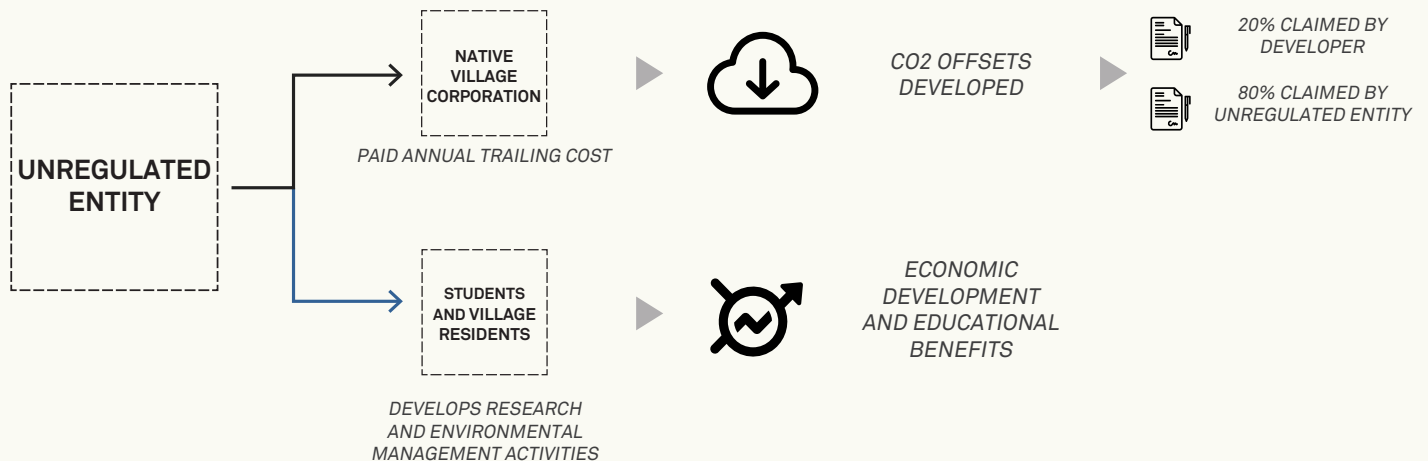 UNREGULATED
ENTITY
NATIVE
VILLAGE
CORPORATION
PAID ANNUAL TRAILING COST
CO2 OFFSETS
DEVELOPED
20% CLAIMED BY
DEVELOPER
80% CLAIMED BY
UNREGULATED ENTITY
STUDENTS
AND VILLAGE
RESIDENTS
DEVELOPS RESEARCH
AND ENVIRONMENTAL
MANAGEMENT ACTIVITIES
ECONOMIC
DEVELOPMENT
AND EDUCATIONAL
BENEFITS